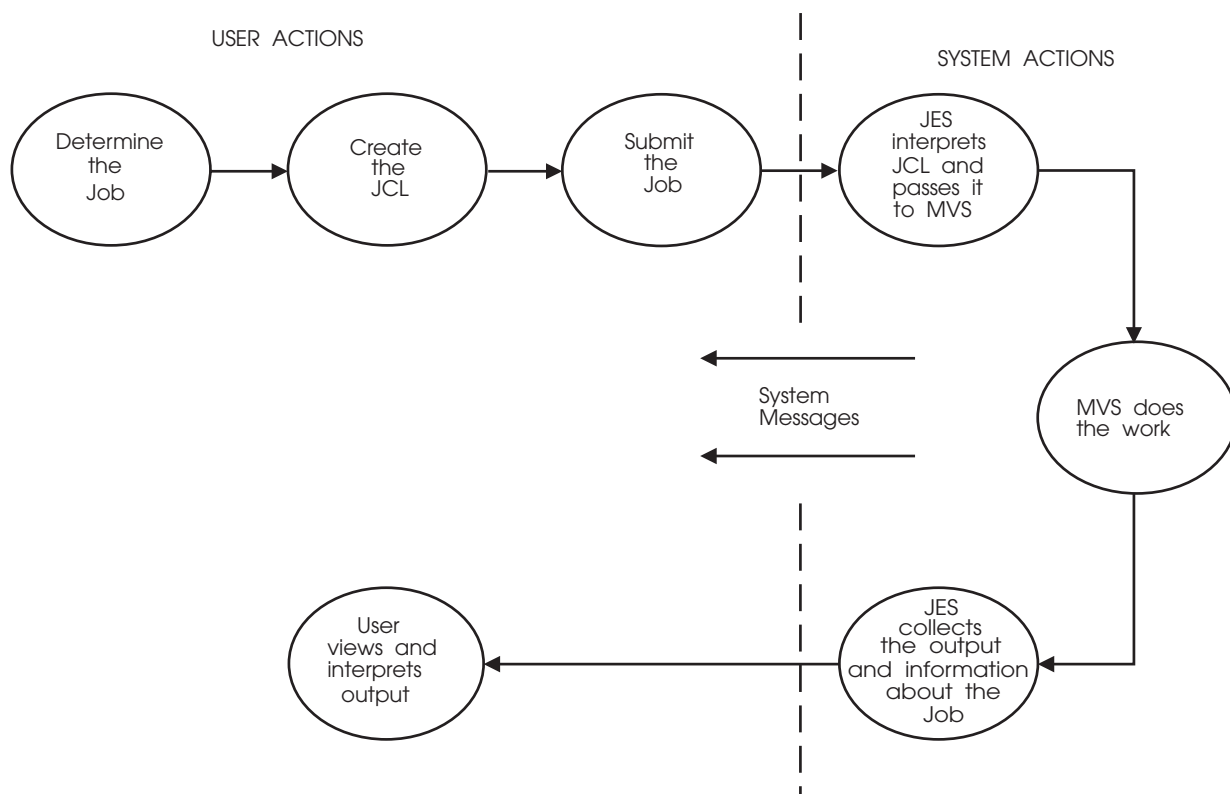 USER ACTIONS
SYSTEM ACTIONS
Determine
the
Job
Create
the
JCL
Submit
the
Job
JES
interprets
JCL and
passes it
to MVS
System
Messages
MVS does
the work
User
views and
interprets
output
JES
collects
the output
and information
about the
Job